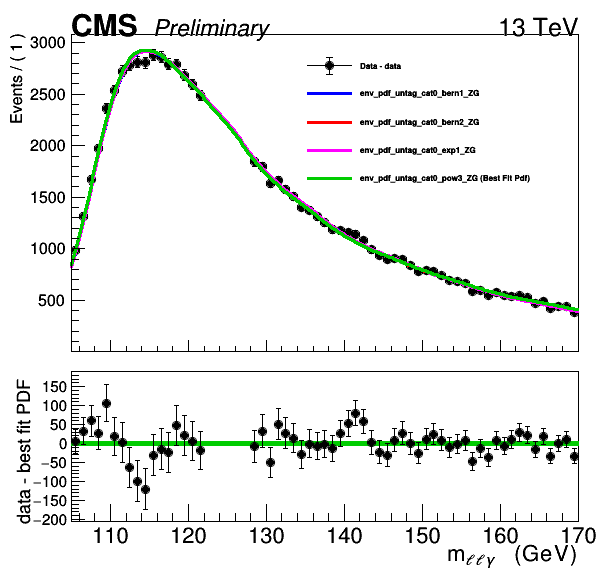 CMS Preliminary 13 TeV
Events / ( 1 )
3000
2500
2000
1500
1000
500
Data - data
env_pdf_untag_cat0_bern1_ZG
env_pdf_untag_cat0_bern2_ZG
env_pdf_untag_cat0_exp1_ZG
env_pdf_untag_cat0_pow3_ZG (Best Fit Pdf)
data - best fit PDF
150
100
50
0
−50
−100
−150
−200
110 120 130 140 150 160 170
m_ℓℓγ (GeV)